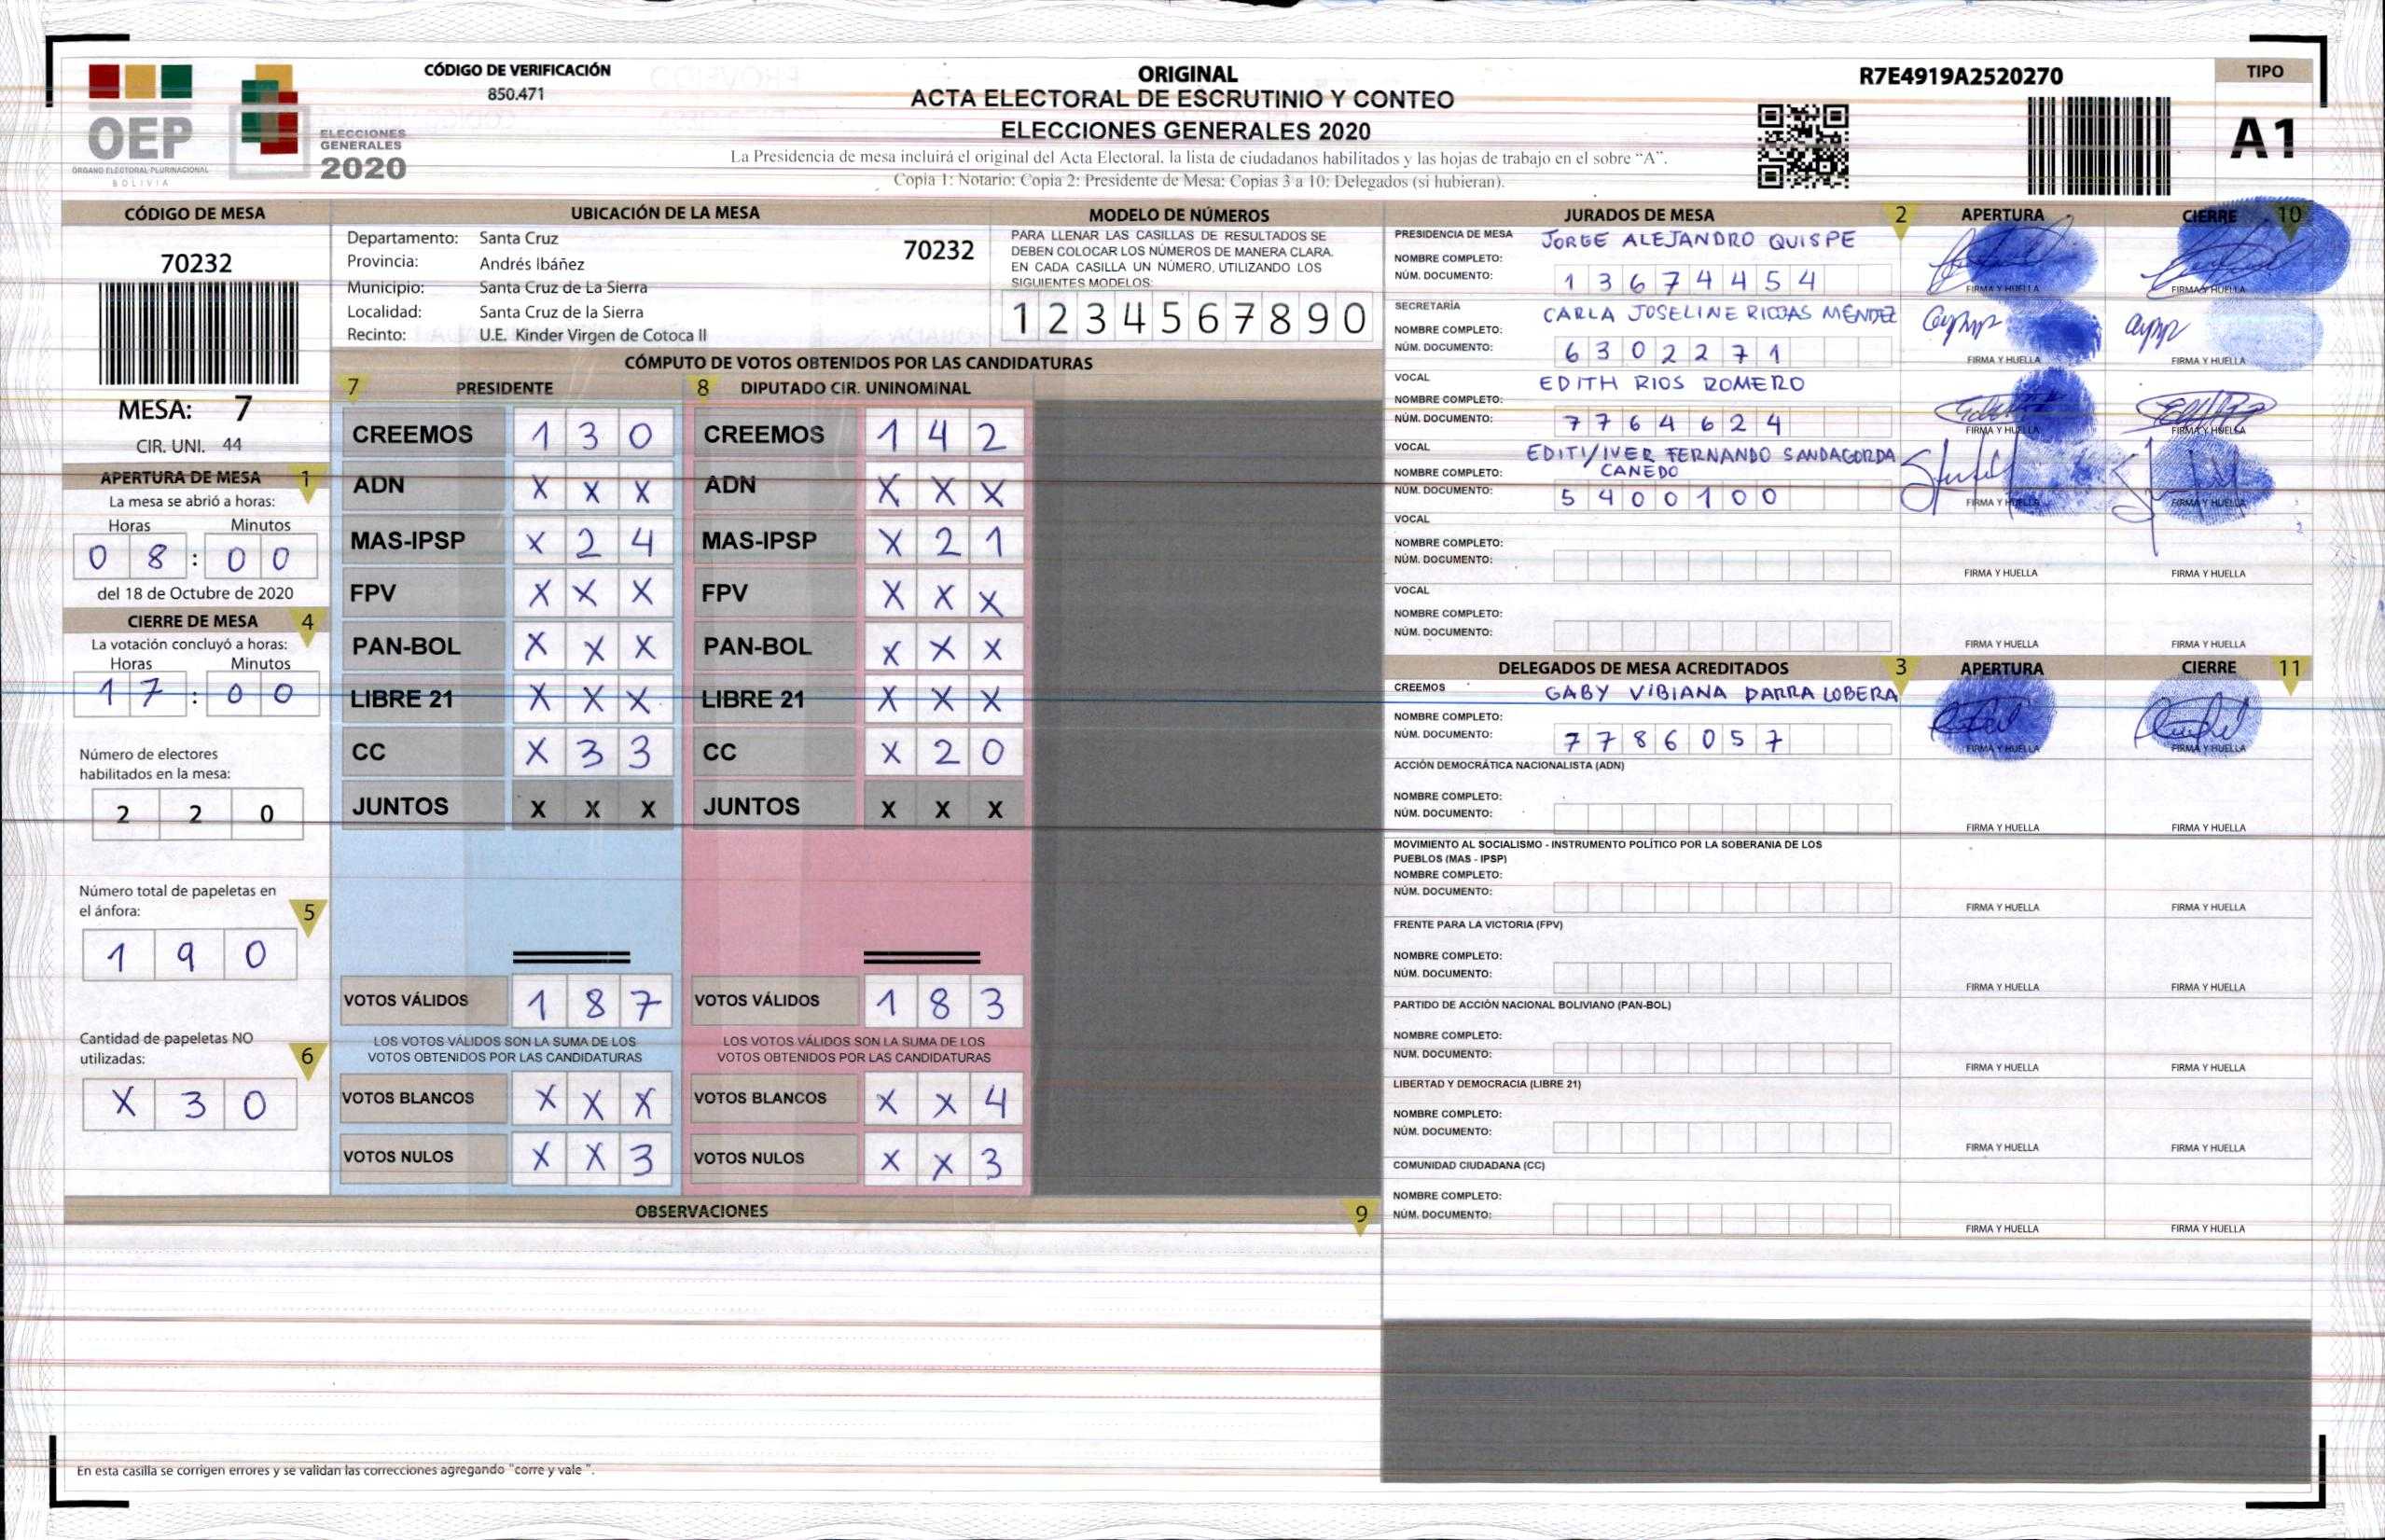 OEP
ÓRGANO ELECTORAL PLURINACIONAL
BOLIVIA
ELECCIONES
GENERALES
2020
CÓDIGO DE VERIFICACIÓN
850.471
ORIGINAL
ACTA ELECTORAL DE ESCRUTINIO Y CONTEO
ELECCIONES GENERALES 2020
La Presidencia de mesa incluirá el original del Acta Electoral, la lista de ciudadanos habilitados y las hojas de trabajo en el sobre “A”.
Copia 1: Notario; Copia 2: Presidente de Mesa; Copias 3 a 10: Delegados (si hubieran).
R7E4919A2520270
TIPO
A1
CÓDIGO DE MESA
70232
MESA: 7
CIR. UNI. 44
APERTURA DE MESA 1
La mesa se abrió a horas:
Horas Minutos
0 8 : 0 0
del 18 de Octubre de 2020
CIERRE DE MESA 4
La votación concluyó a horas:
Horas Minutos
1 7 : 0 0
Número de electores
habilitados en la mesa:
2 2 0
Número total de papeletas en
el ánfora:
5
1 9 0
Cantidad de papeletas NO
utilizadas:
6
X 3 0
UBICACIÓN DE LA MESA
Departamento: Santa Cruz
70232
Provincia: Andrés Ibáñez
Municipio: Santa Cruz de La Sierra
Localidad: Santa Cruz de la Sierra
Recinto: U.E. Kinder Virgen de Cotoca II
MODELO DE NÚMEROS
PARA LLENAR LAS CASILLAS DE RESULTADOS SE
DEBEN COLOCAR LOS NÚMEROS DE MANERA CLARA.
EN CADA CASILLA UN NÚMERO, UTILIZANDO LOS
SIGUIENTES MODELOS:
1 2 3 4 5 6 7 8 9 0
CÓMPUTO DE VOTOS OBTENIDOS POR LAS CANDIDATURAS
7 PRESIDENTE 8 DIPUTADO CIR. UNINOMINAL
CREEMOS 1 3 0 CREEMOS 1 4 2
ADN X X X ADN X X X
MAS-IPSP X 2 4 MAS-IPSP X 2 1
FPV X X X FPV X X X
PAN-BOL X X X PAN-BOL X X X
LIBRE 21 X X X LIBRE 21 X X X
CC X 3 3 CC X 2 0
JUNTOS X X X JUNTOS X X X
VOTOS VÁLIDOS 1 8 7 VOTOS VÁLIDOS 1 8 3
LOS VOTOS VÁLIDOS SON LA SUMA DE LOS LOS VOTOS VÁLIDOS SON LA SUMA DE LOS
VOTOS OBTENIDOS POR LAS CANDIDATURAS VOTOS OBTENIDOS POR LAS CANDIDATURAS
VOTOS BLANCOS X X X VOTOS BLANCOS X X 4
VOTOS NULOS X X 3 VOTOS NULOS X X 3
OBSERVACIONES 9
En esta casilla se corrigen errores y se validan las correcciones agregando "corre y vale ".
JURADOS DE MESA 2 APERTURA CIERRE 10
PRESIDENCIA DE MESA JORGE ALEJANDRO QUISPE
NOMBRE COMPLETO:
NÚM. DOCUMENTO: 1 3 6 7 4 4 5 4
FIRMA Y HUELLA FIRMA Y HUELLA
SECRETARÍA CARLA JOSELINE RIOJAS MENDEZ
NOMBRE COMPLETO:
NÚM. DOCUMENTO: 6 3 0 2 2 7 1
FIRMA Y HUELLA FIRMA Y HUELLA
VOCAL EDITH RIOS ROMERO
NOMBRE COMPLETO:
NÚM. DOCUMENTO: 7 7 6 4 6 2 4
FIRMA Y HUELLA FIRMA Y HUELLA
VOCAL EDITI/IVER FERNANDO SANDAGORDA
NOMBRE COMPLETO: CANEDO
NÚM. DOCUMENTO: 5 4 0 0 1 0 0
FIRMA Y HUELLA FIRMA Y HUELLA
VOCAL
NOMBRE COMPLETO:
NÚM. DOCUMENTO:
FIRMA Y HUELLA FIRMA Y HUELLA
VOCAL
NOMBRE COMPLETO:
NÚM. DOCUMENTO:
FIRMA Y HUELLA FIRMA Y HUELLA
DELEGADOS DE MESA ACREDITADOS 3 APERTURA CIERRE 11
CREEMOS GABY VIBIANA PARRA LOBERA
NOMBRE COMPLETO:
NÚM. DOCUMENTO: 7 7 8 6 0 5 7
FIRMA Y HUELLA FIRMA Y HUELLA
ACCIÓN DEMOCRÁTICA NACIONALISTA (ADN)
NOMBRE COMPLETO:
NÚM. DOCUMENTO:
FIRMA Y HUELLA FIRMA Y HUELLA
MOVIMIENTO AL SOCIALISMO - INSTRUMENTO POLÍTICO POR LA SOBERANIA DE LOS
PUEBLOS (MAS - IPSP)
NOMBRE COMPLETO:
NÚM. DOCUMENTO:
FIRMA Y HUELLA FIRMA Y HUELLA
FRENTE PARA LA VICTORIA (FPV)
NOMBRE COMPLETO:
NÚM. DOCUMENTO:
FIRMA Y HUELLA FIRMA Y HUELLA
PARTIDO DE ACCIÓN NACIONAL BOLIVIANO (PAN-BOL)
NOMBRE COMPLETO:
NÚM. DOCUMENTO:
FIRMA Y HUELLA FIRMA Y HUELLA
LIBERTAD Y DEMOCRACIA (LIBRE 21)
NOMBRE COMPLETO:
NÚM. DOCUMENTO:
FIRMA Y HUELLA FIRMA Y HUELLA
COMUNIDAD CIUDADANA (CC)
NOMBRE COMPLETO:
NÚM. DOCUMENTO:
FIRMA Y HUELLA FIRMA Y HUELLA